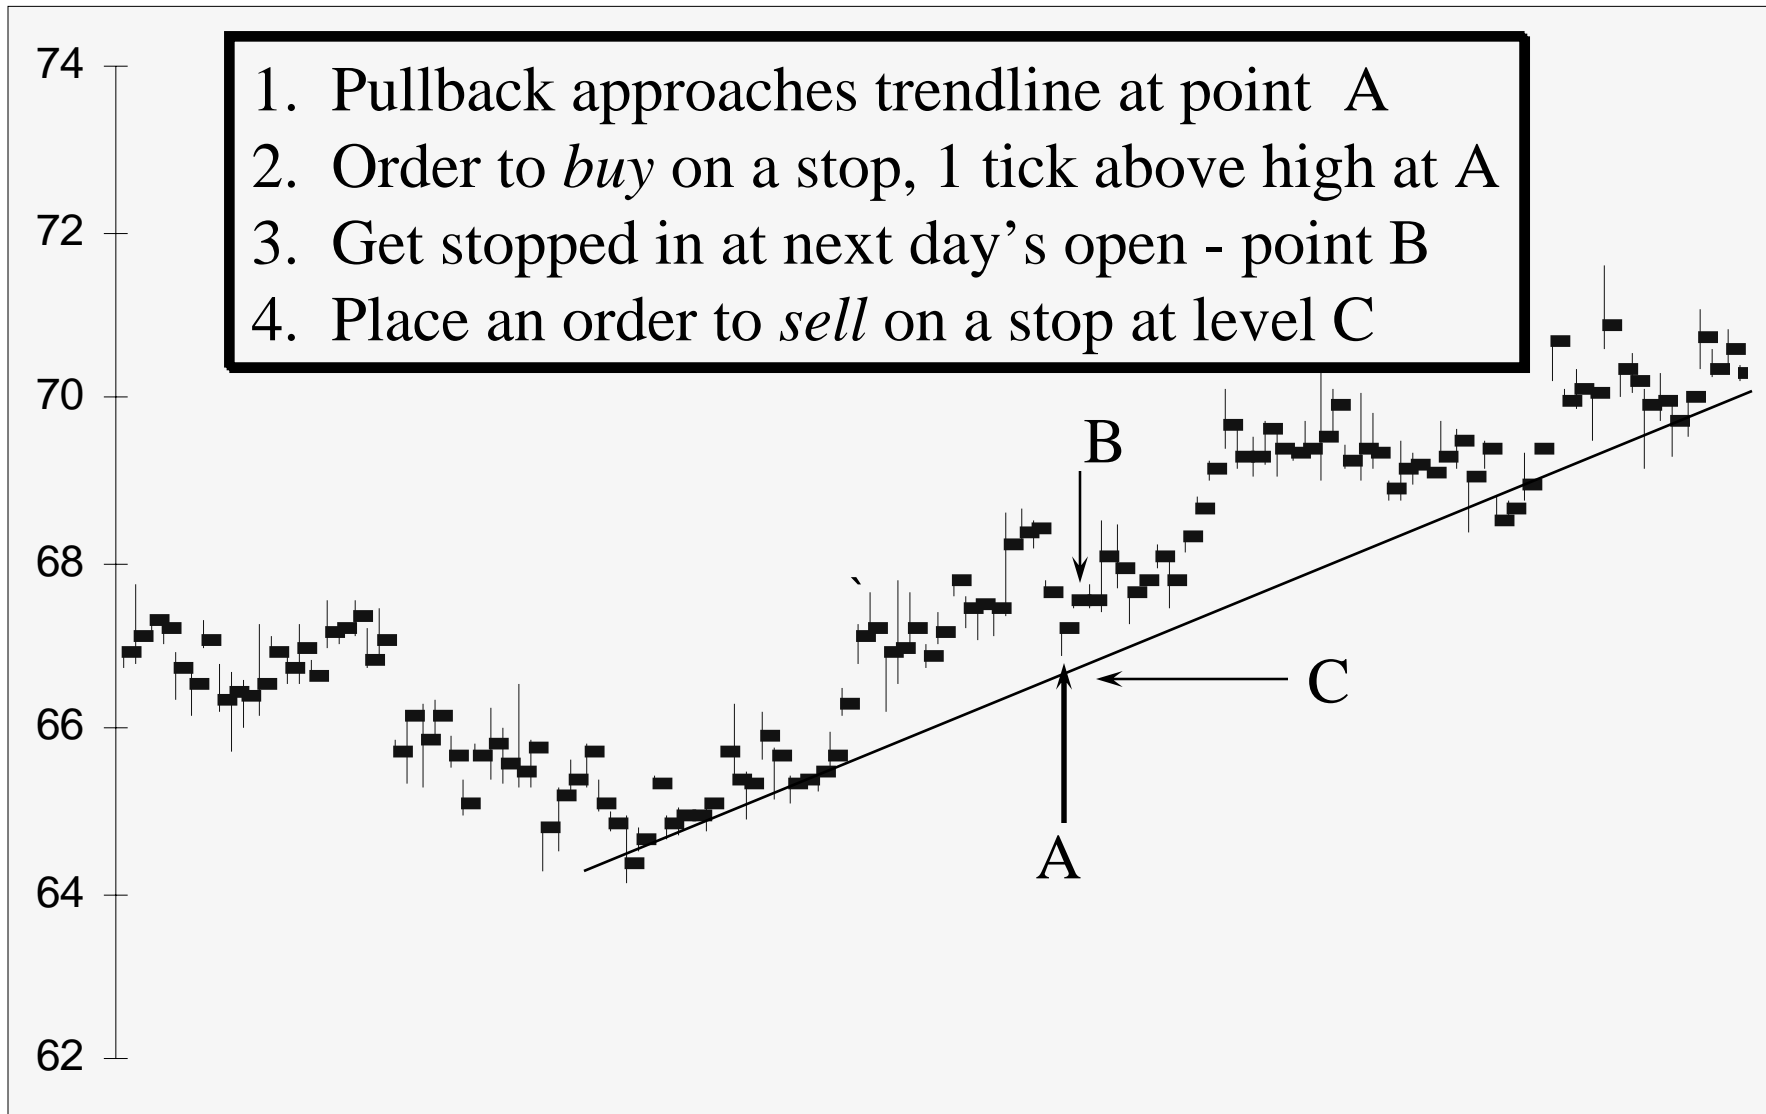 74
1. Pullback approaches trendline at point A
2. Order to buy on a stop, 1 tick above high at A
72
3. Get stopped in at next day’s open - point B
4. Place an order to sell on a stop at level C
70
B
68
C
66
A
64
62